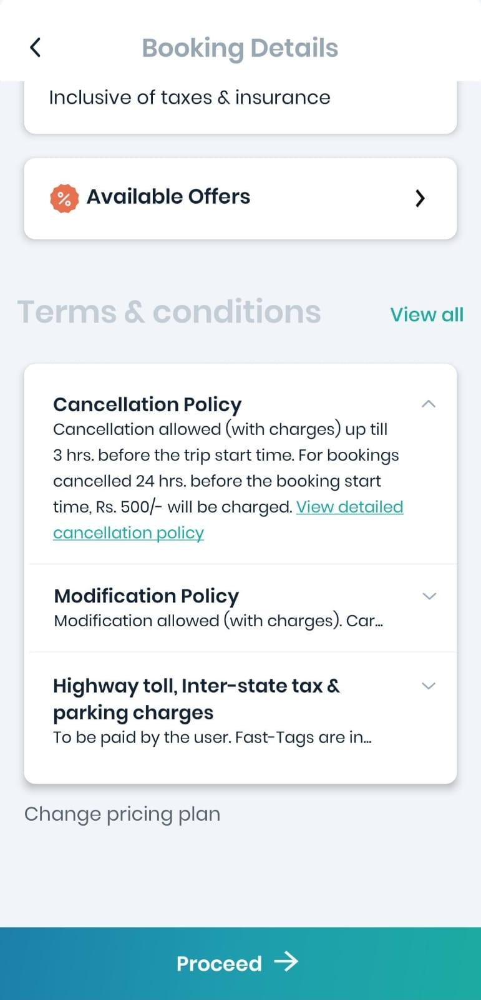 Booking Details
Inclusive of taxes & insurance
% Available Offers
Terms & conditions
View all
Cancellation Policy
Cancellation allowed (with charges) up till
3 hrs. before the trip start time. For bookings
cancelled 24 hrs. before the booking start
time, Rs. 500/- will be charged. View detailed
cancellation policy
Modification Policy
Modification allowed (with charges). Car...
Highway toll, Inter-state tax &
parking charges
To be paid by the user. Fast-Tags are in...
Change pricing plan
Proceed